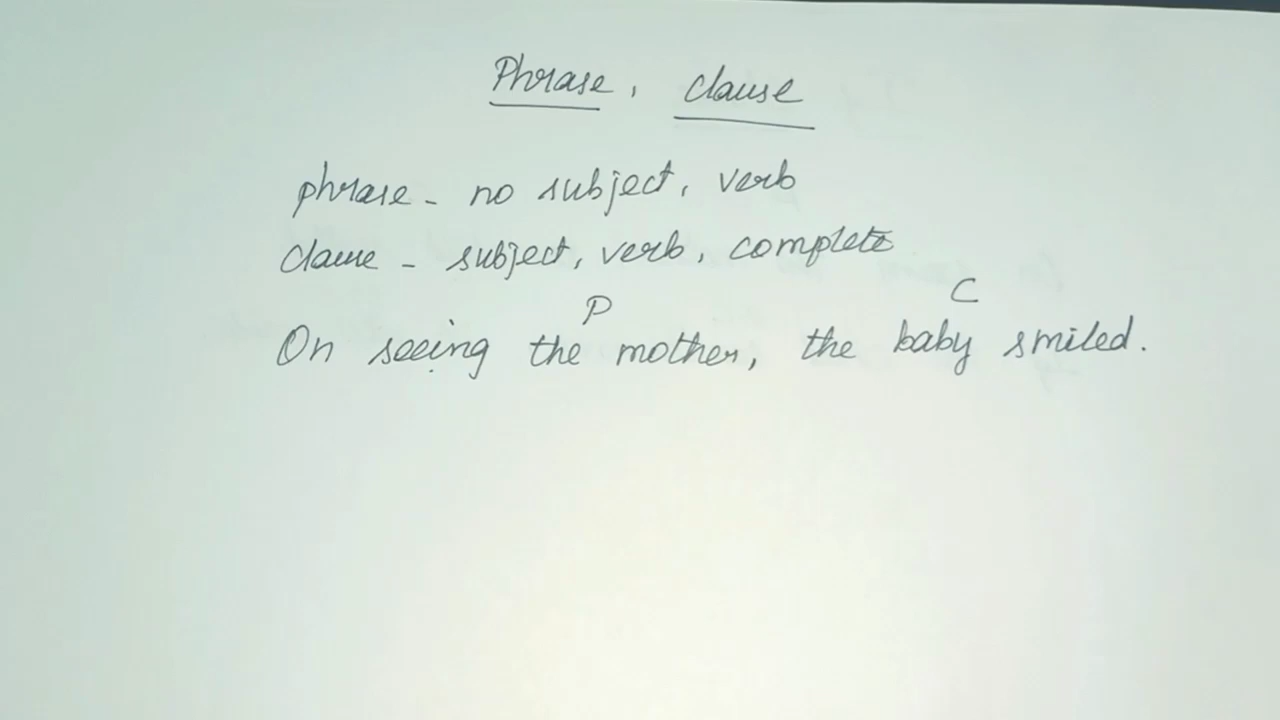 Phrase, clause
phrase - no subject, verb
clause - subject, verb, complete
P C
On seeing the mother, the baby smiled.